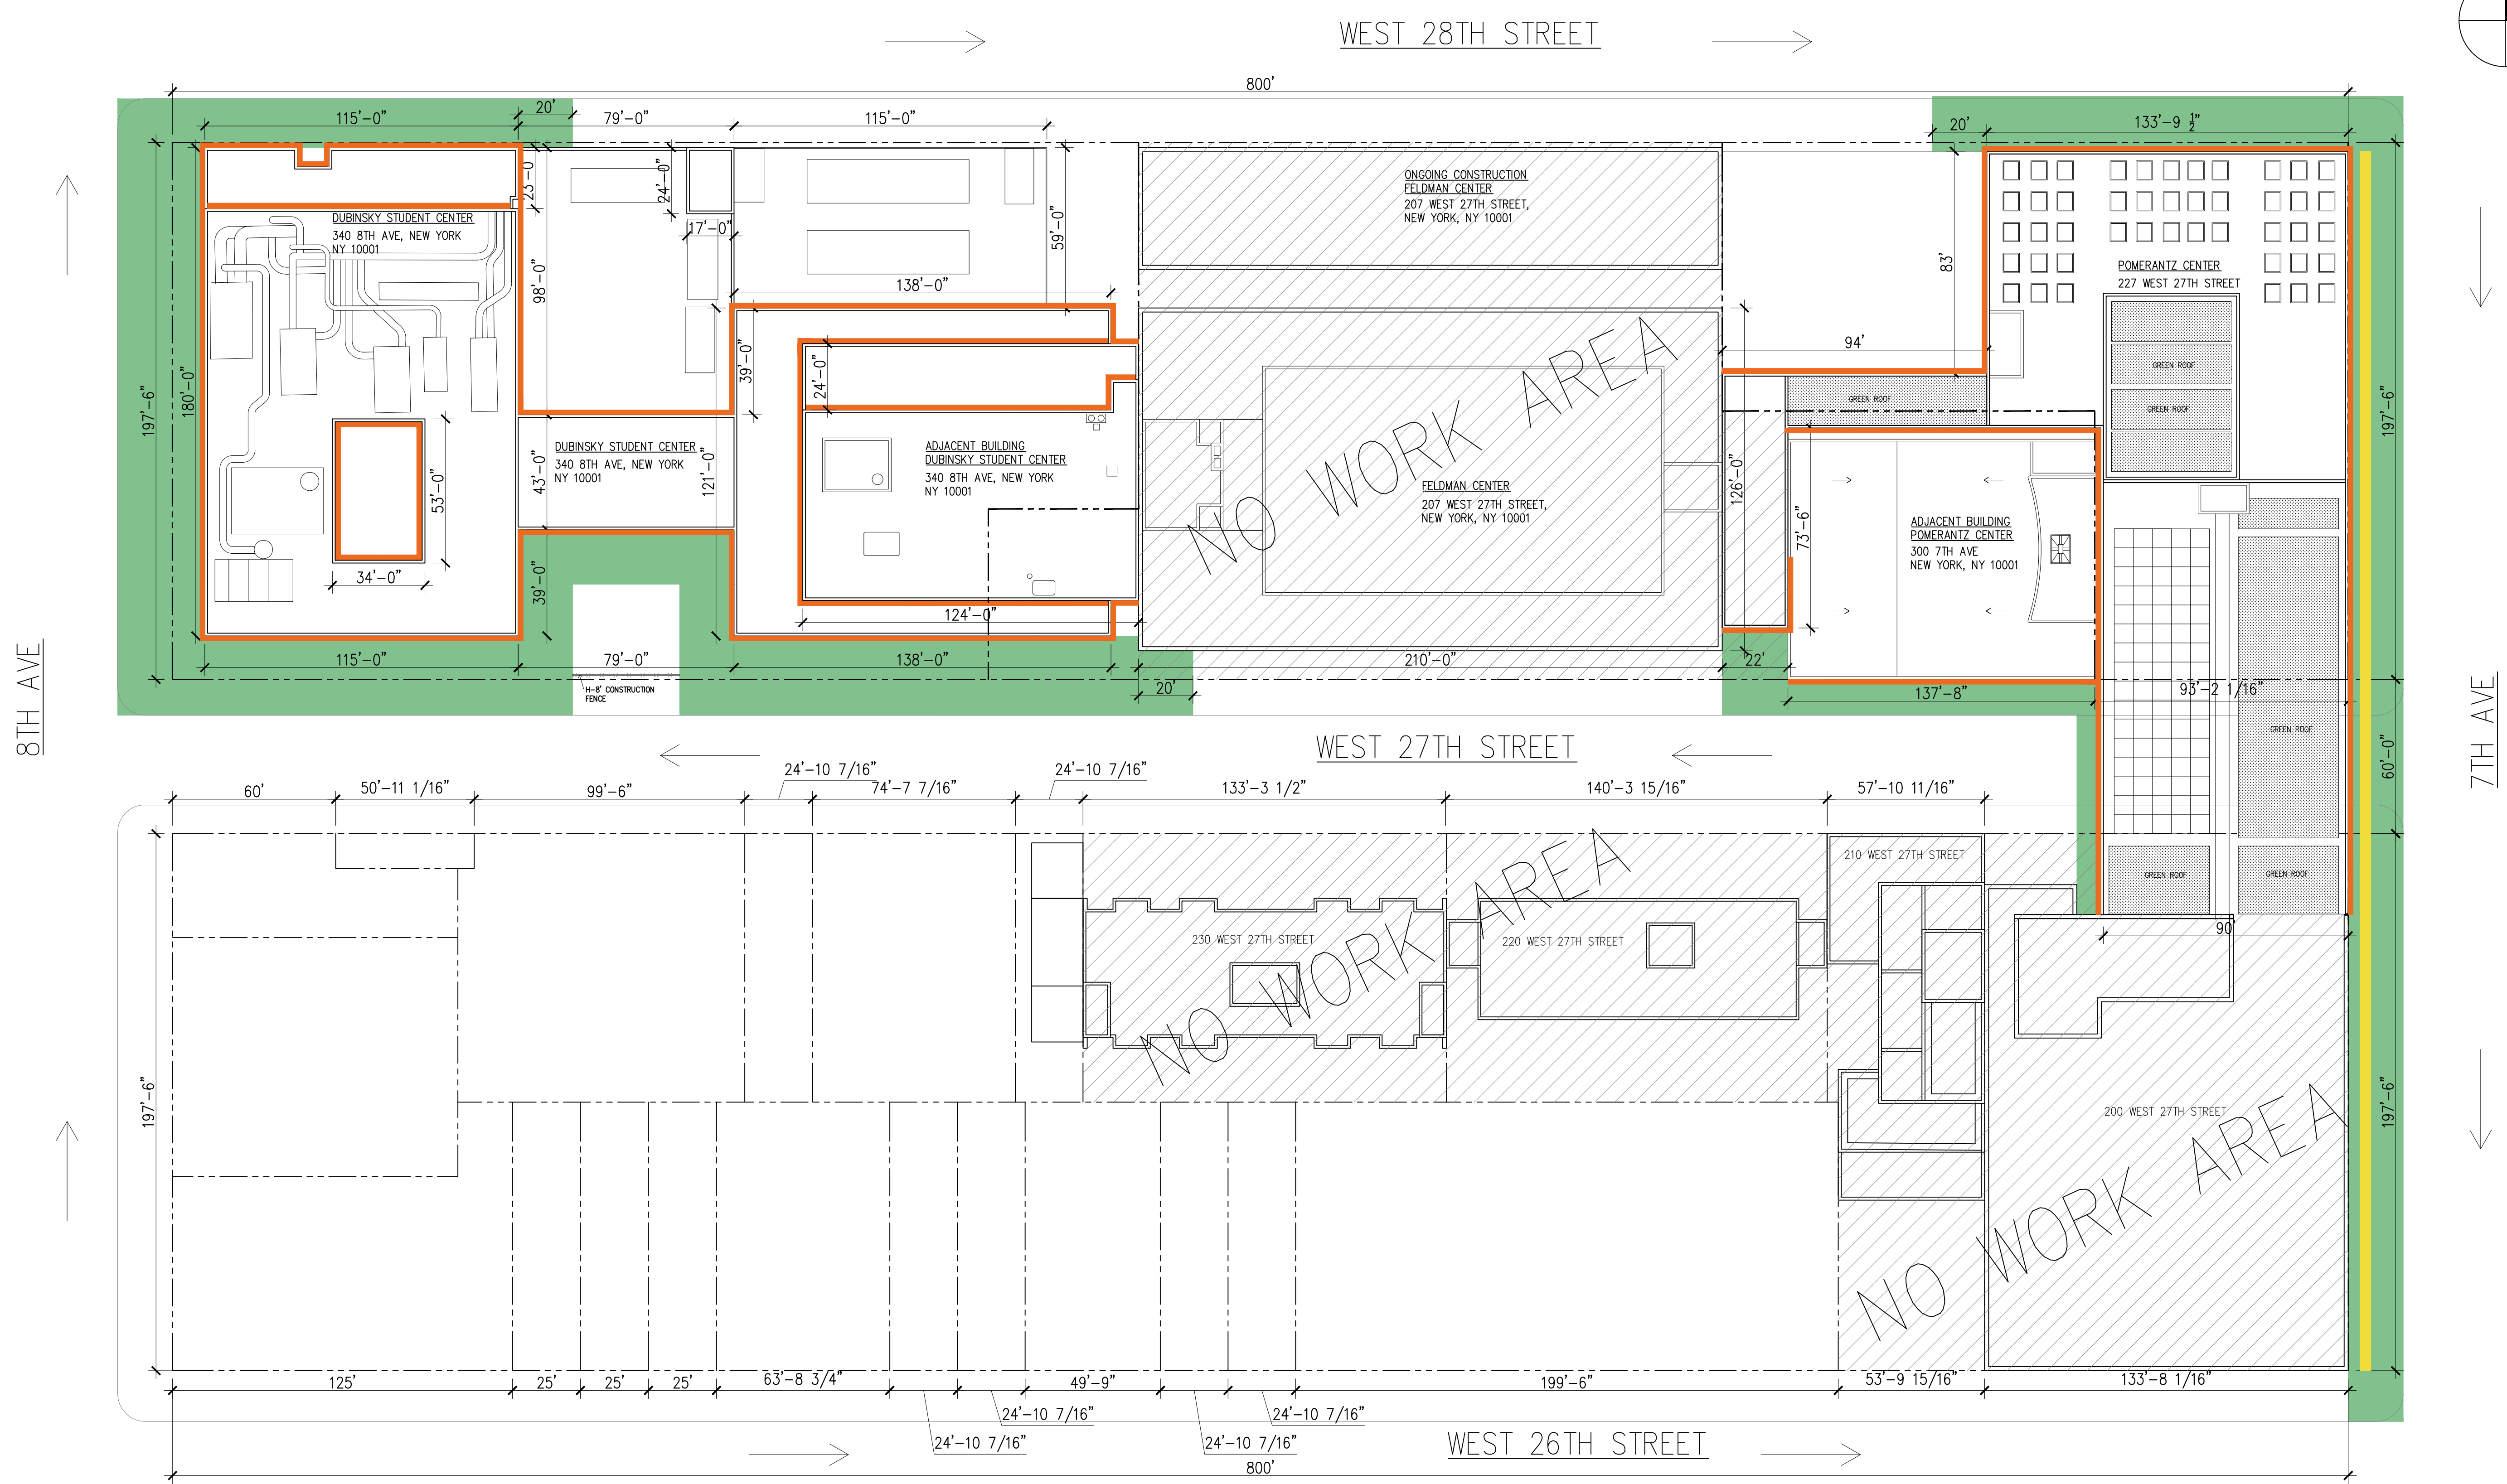 WEST 28TH STREET
800'
115'-0"
20'
79'-0"
115'-0"
20'
133'-9 ½"
197'-6"
180'-0"
23'-0"
98'-0"
24'-0"
17'-0"
59'-0"
138'-0"
39'-0"
24'-0"
DUBINSKY STUDENT CENTER
340 8TH AVE, NEW YORK
NY 10001
ONGOING CONSTRUCTION
FELDMAN CENTER
207 WEST 27TH STREET,
NEW YORK, NY 10001
83'
94'
POMERANTZ CENTER
227 WEST 27TH STREET
GREEN ROOF
GREEN ROOF
GREEN ROOF
197'-6"
NO WORK AREA
DUBINSKY STUDENT CENTER
340 8TH AVE, NEW YORK
NY 10001
43'-0"
121'-0"
53'-0"
34'-0"
39'-0"
ADJACENT BUILDING
DUBINSKY STUDENT CENTER
340 8TH AVE, NEW YORK
NY 10001
124'-0"
FELDMAN CENTER
207 WEST 27TH STREET,
NEW YORK, NY 10001
126'-0"
73'-6"
ADJACENT BUILDING
POMERANTZ CENTER
300 7TH AVE
NEW YORK, NY 10001
115'-0"
79'-0"
138'-0"
210'-0"
22'
20'
137'-8"
93'-2 1/16"
H-8' CONSTRUCTION
FENCE
GREEN ROOF
60'-0"
8TH AVE
7TH AVE
WEST 27TH STREET
60'
50'-11 1/16"
99'-6"
24'-10 7/16"
74'-7 7/16"
24'-10 7/16"
133'-3 1/2"
140'-3 15/16"
57'-10 11/16"
210 WEST 27TH STREET
GREEN ROOF
GREEN ROOF
90'
230 WEST 27TH STREET
220 WEST 27TH STREET
NO WORK AREA
197'-6"
200 WEST 27TH STREET
197'-6"
NO WORK AREA
125'
25'
25'
25'
63'-8 3/4"
24'-10 7/16"
24'-10 7/16"
49'-9"
24'-10 7/16"
24'-10 7/16"
199'-6"
53'-9 15/16"
133'-8 1/16"
WEST 26TH STREET
800'